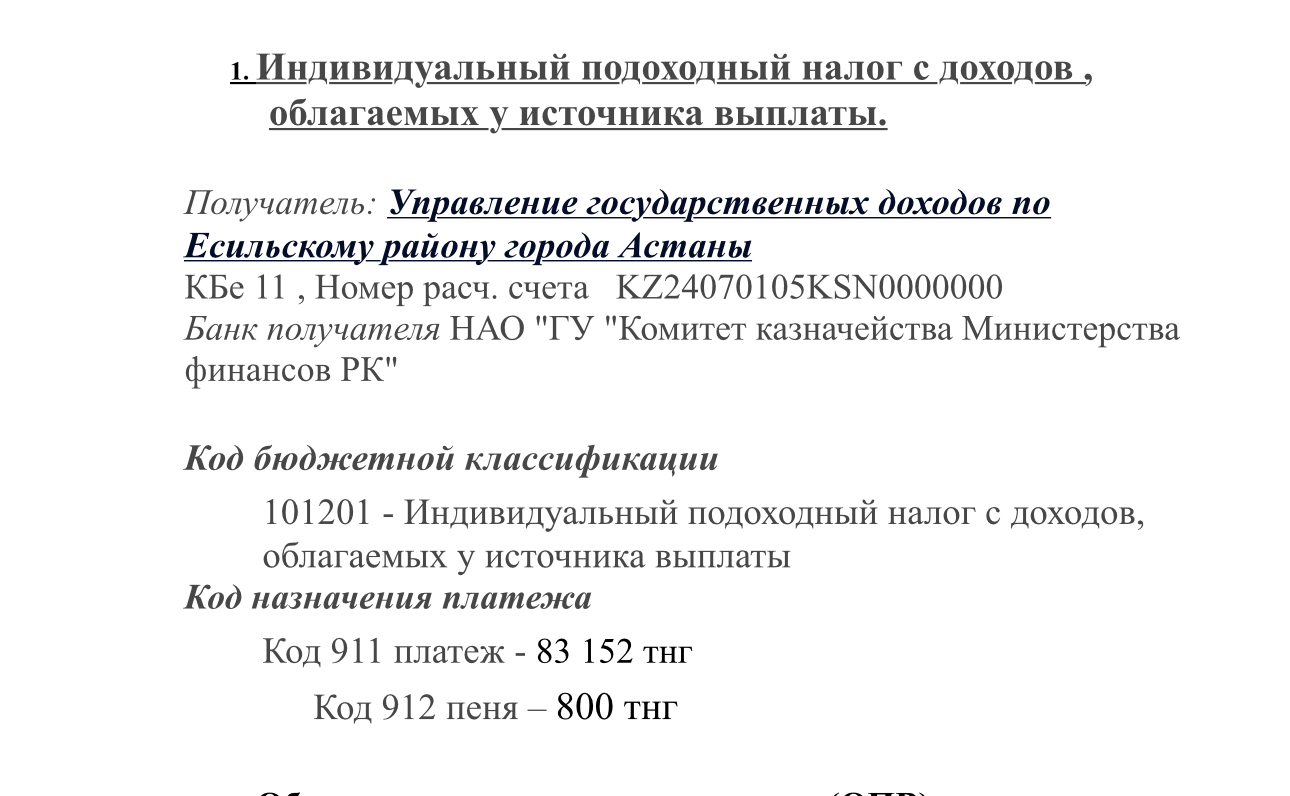 1. Индивидуальный подоходный налог с доходов ,
облагаемых у источника выплаты.
Получатель: Управление государственных доходов по
Есильскому району города Астаны
КБе 11 , Номер расч. счета KZ24070105KSN0000000
Банк получателя НАО "ГУ "Комитет казначейства Министерства
финансов РК"
Код бюджетной классификации
101201 - Индивидуальный подоходный налог с доходов,
облагаемых у источника выплаты
Код назначения платежа
Код 911 платеж - 83 152 тнг
Код 912 пеня – 800 тнг